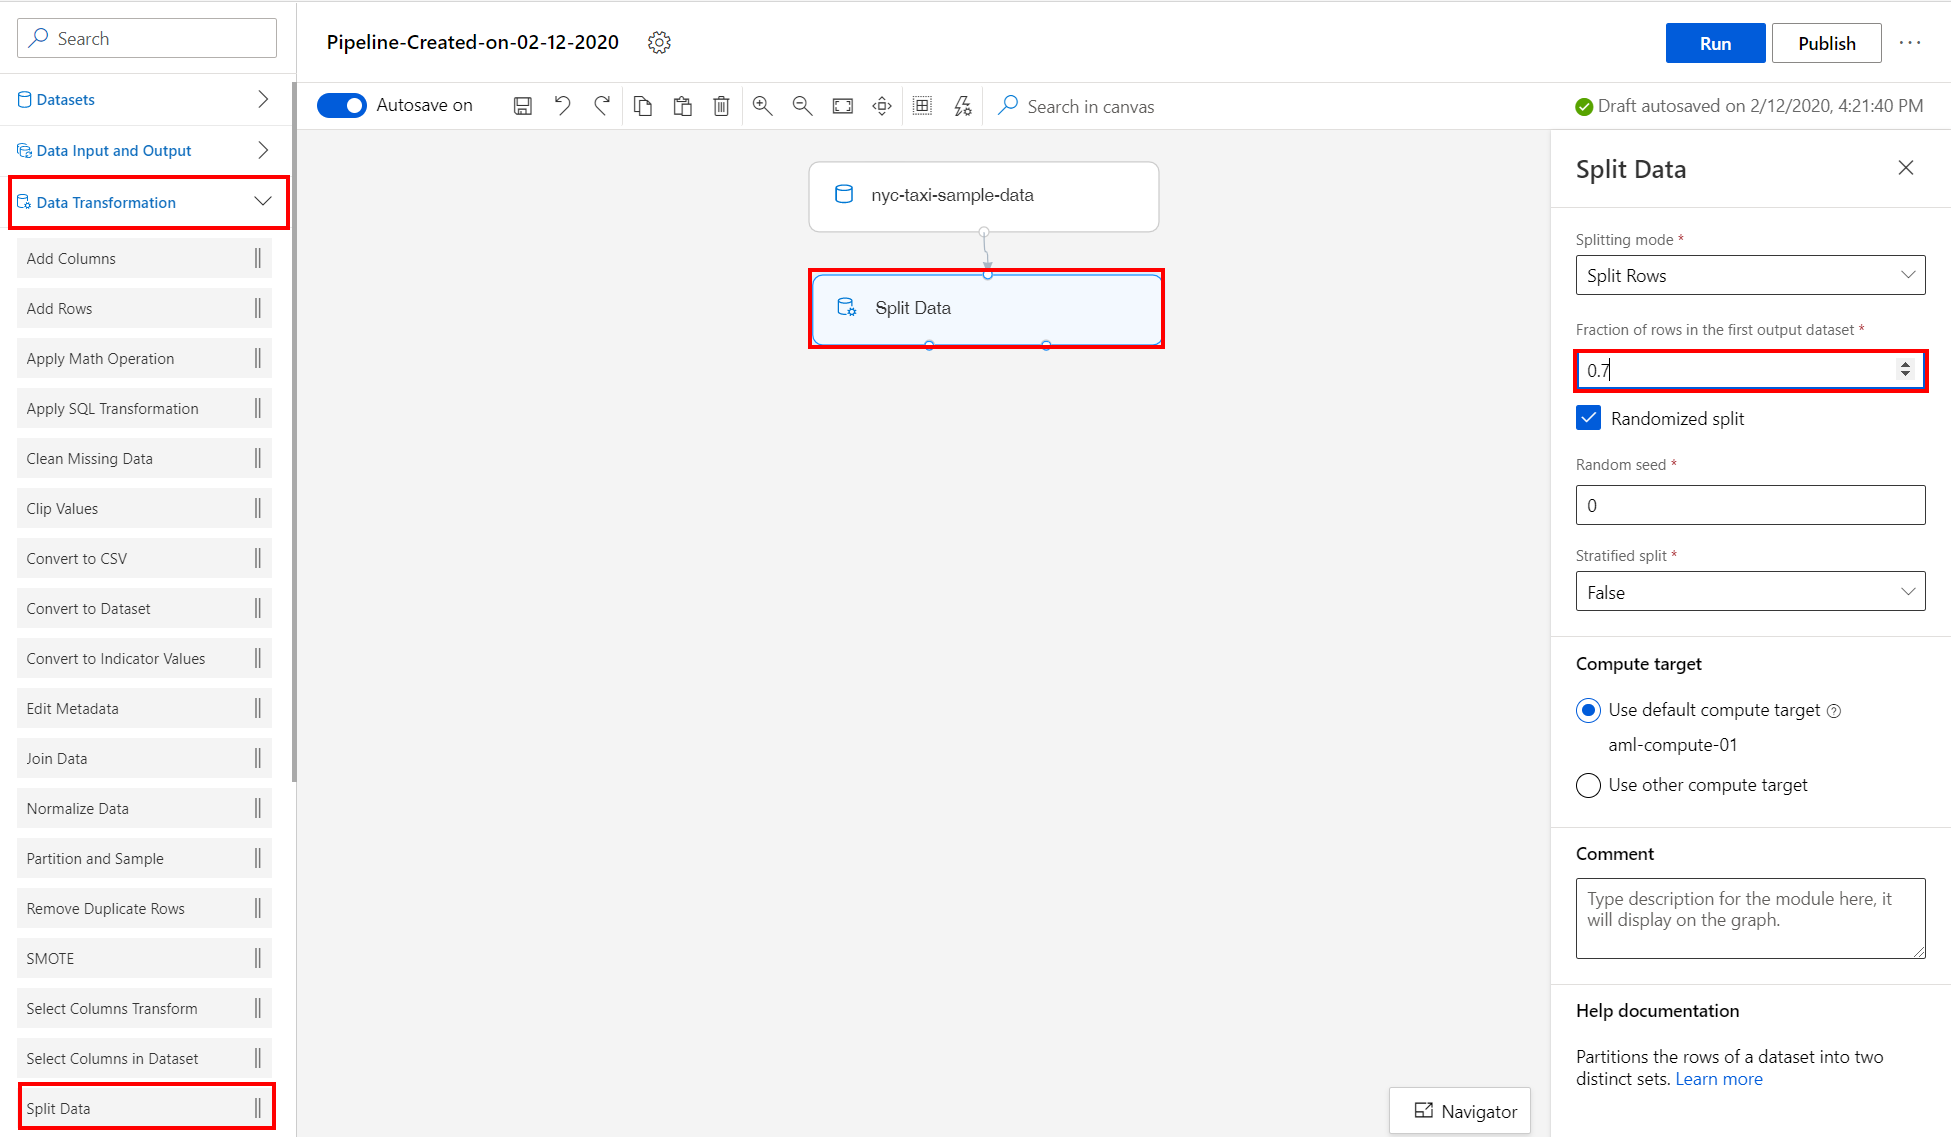 Search
Datasets
Data Input and Output
Data Transformation
Add Columns
Add Rows
Apply Math Operation
Apply SQL Transformation
Clean Missing Data
Clip Values
Convert to CSV
Convert to Dataset
Convert to Indicator Values
Edit Metadata
Join Data
Normalize Data
Partition and Sample
Remove Duplicate Rows
SMOTE
Select Columns Transform
Select Columns in Dataset
Split Data
Pipeline-Created-on-02-12-2020
Run
Publish
Autosave on
Search in canvas
Draft autosaved on 2/12/2020, 4:21:40 PM
nyc-taxi-sample-data
Split Data
Navigator
Split Data
Splitting mode *
Split Rows
Fraction of rows in the first output dataset *
0.7
Randomized split
Random seed *
0
Stratified split *
False
Compute target
Use default compute target
aml-compute-01
Use other compute target
Comment
Type description for the module here, it
will display on the graph.
Help documentation
Partitions the rows of a dataset into two
distinct sets. Learn more